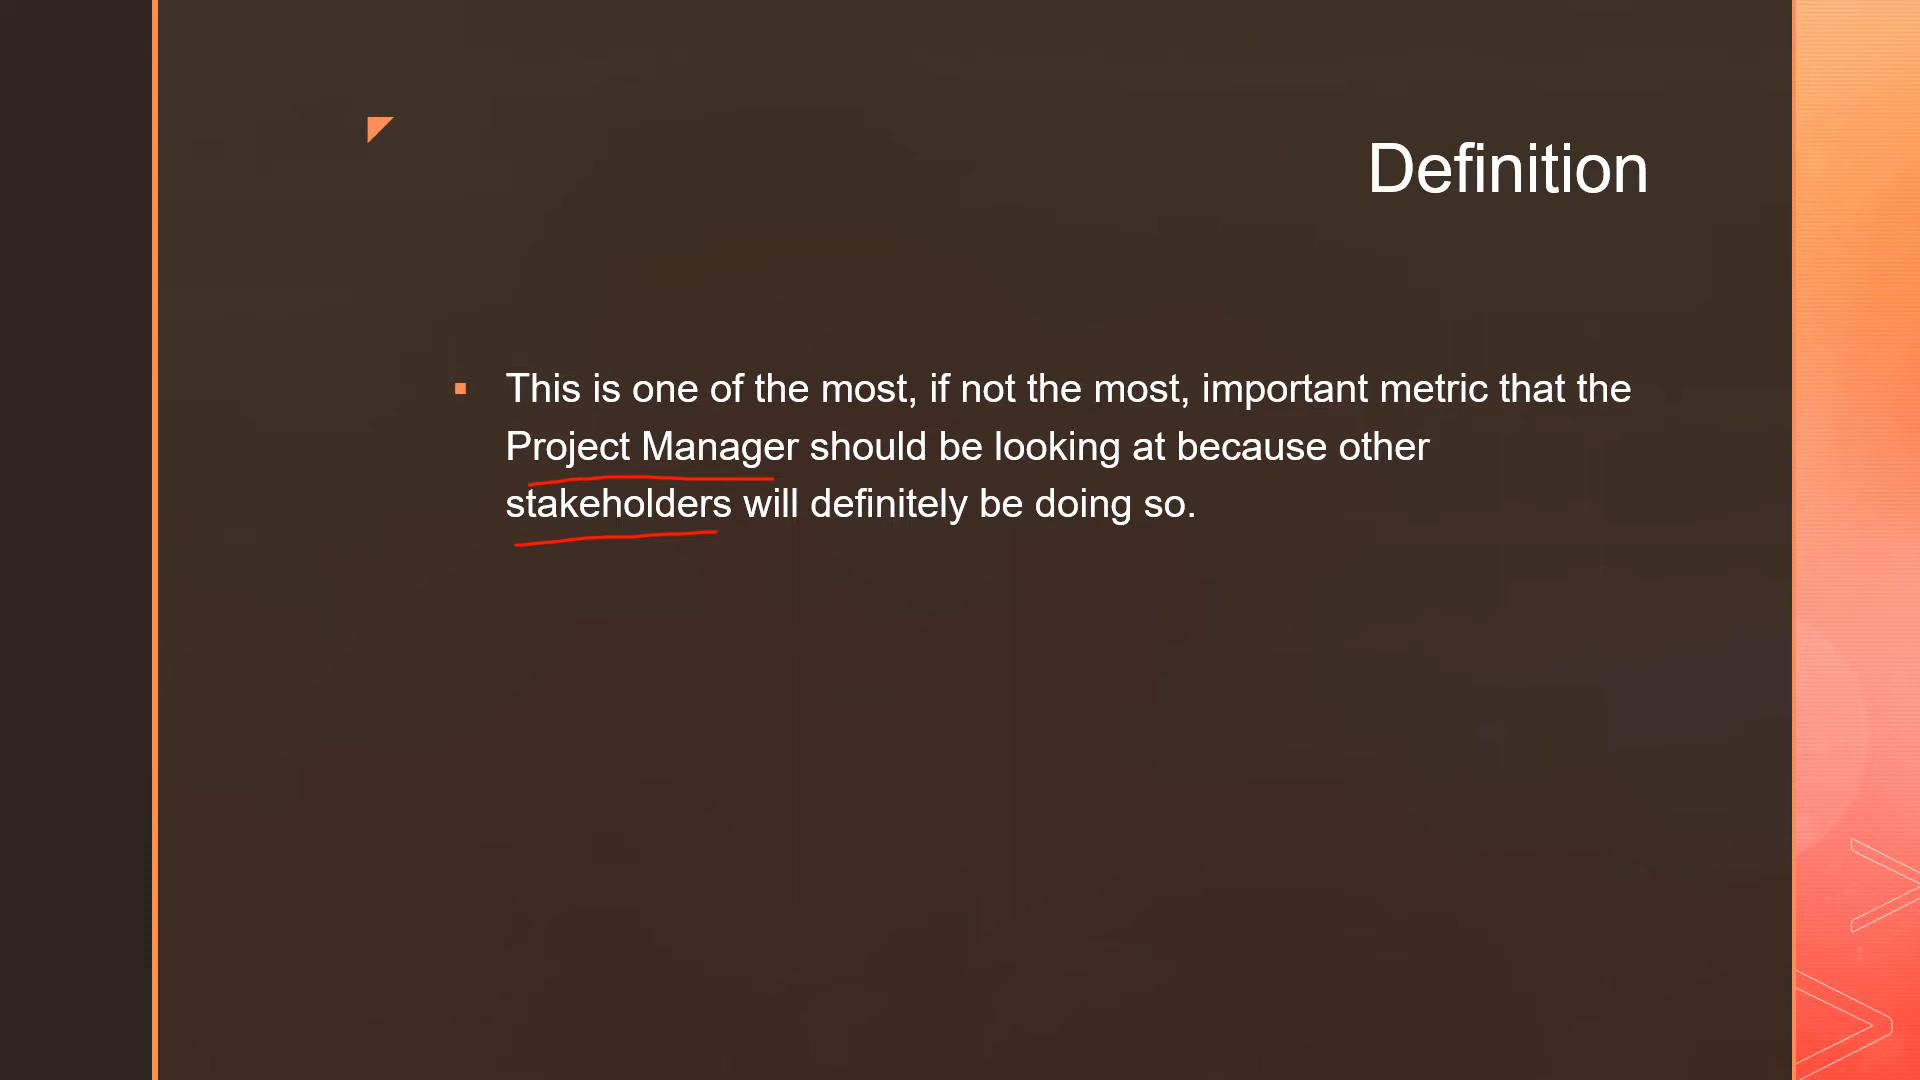 Definition
This is one of the most, if not the most, important metric that the
Project Manager should be looking at because other
stakeholders will definitely be doing so.